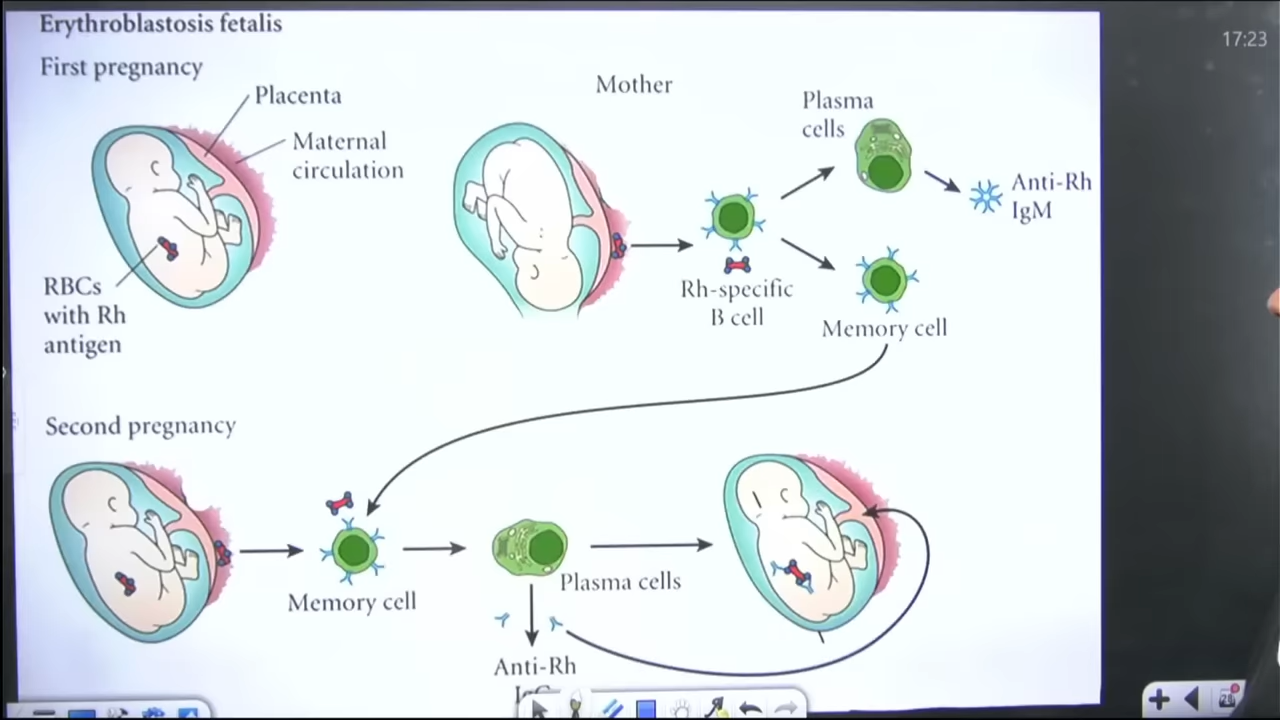 Erythroblastosis fetalis
First pregnancy
Placenta
Maternal
circulation
RBCs
with Rh
antigen
Mother
Rh-specific
B cell
Plasma
cells
Anti-Rh
IgM
Memory cell
Second pregnancy
Memory cell
Plasma cells
Anti-Rh
17:23